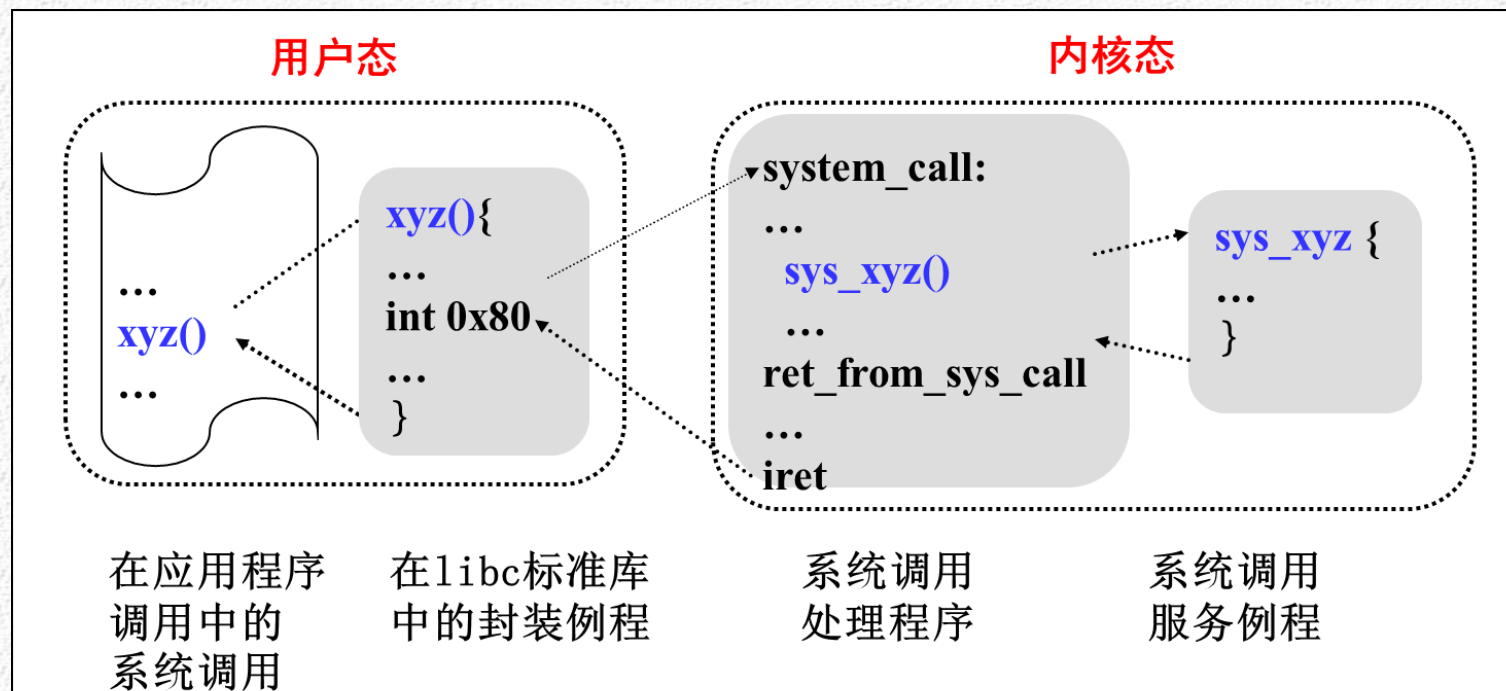 用户态
内核态
…
xyz()
…
xyz(){
…
int 0x80
…
}
system_call:
…
sys_xyz()
…
ret_from_sys_call
…
iret
sys_xyz {
…
}
在应用程序
调用中的
系统调用
在libc标准库
中的封装例程
系统调用
处理程序
系统调用
服务例程